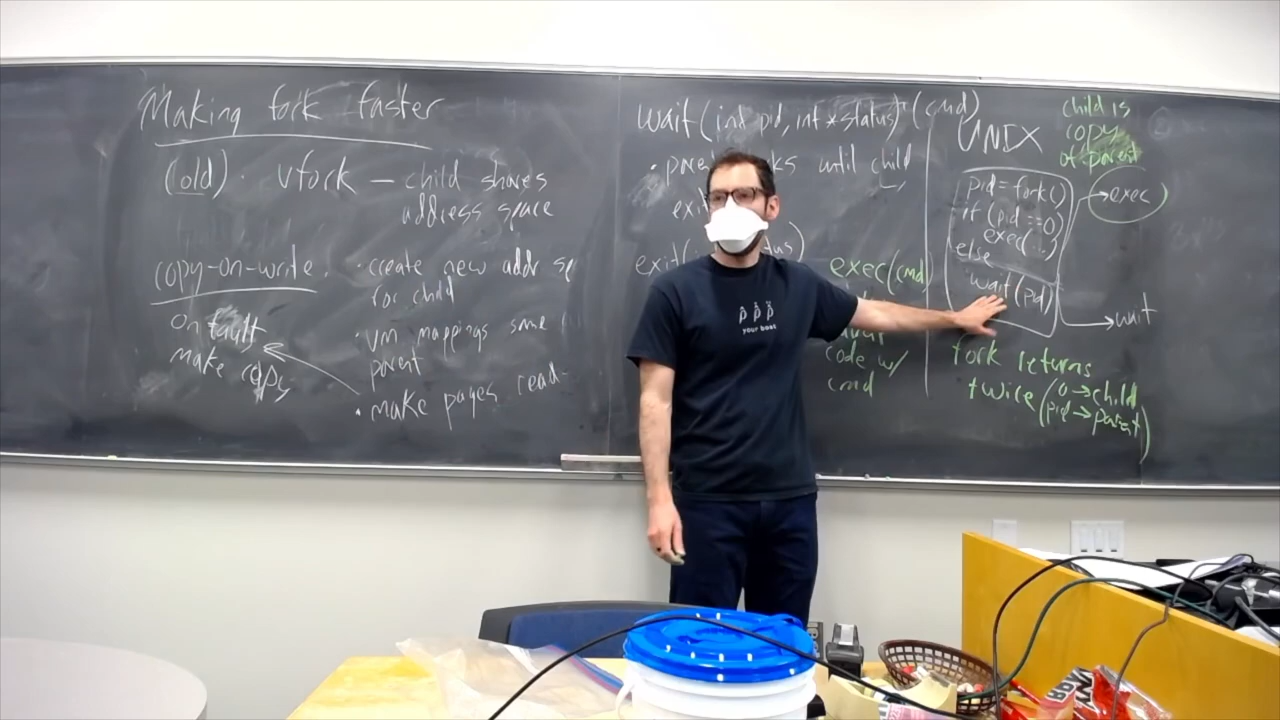 Making fork faster
(old) · vfork – child shares
address space
copy-on-write
· create new addr sp
for child
· VM mappings same
parent
· make pages read-
on fault
make copy
wait(int pid, int *status) (cmd)
· until child
exit(
exec(cmd
code w/
cmd
UNIX
child is
copy
of parent
pid = fork()
if (pid ==0)
exec(...)
else
wait(pid)
→exec
→wait
fork returns
twice (0→child
pid→parent)
p̂ p̂ p̈
your boat